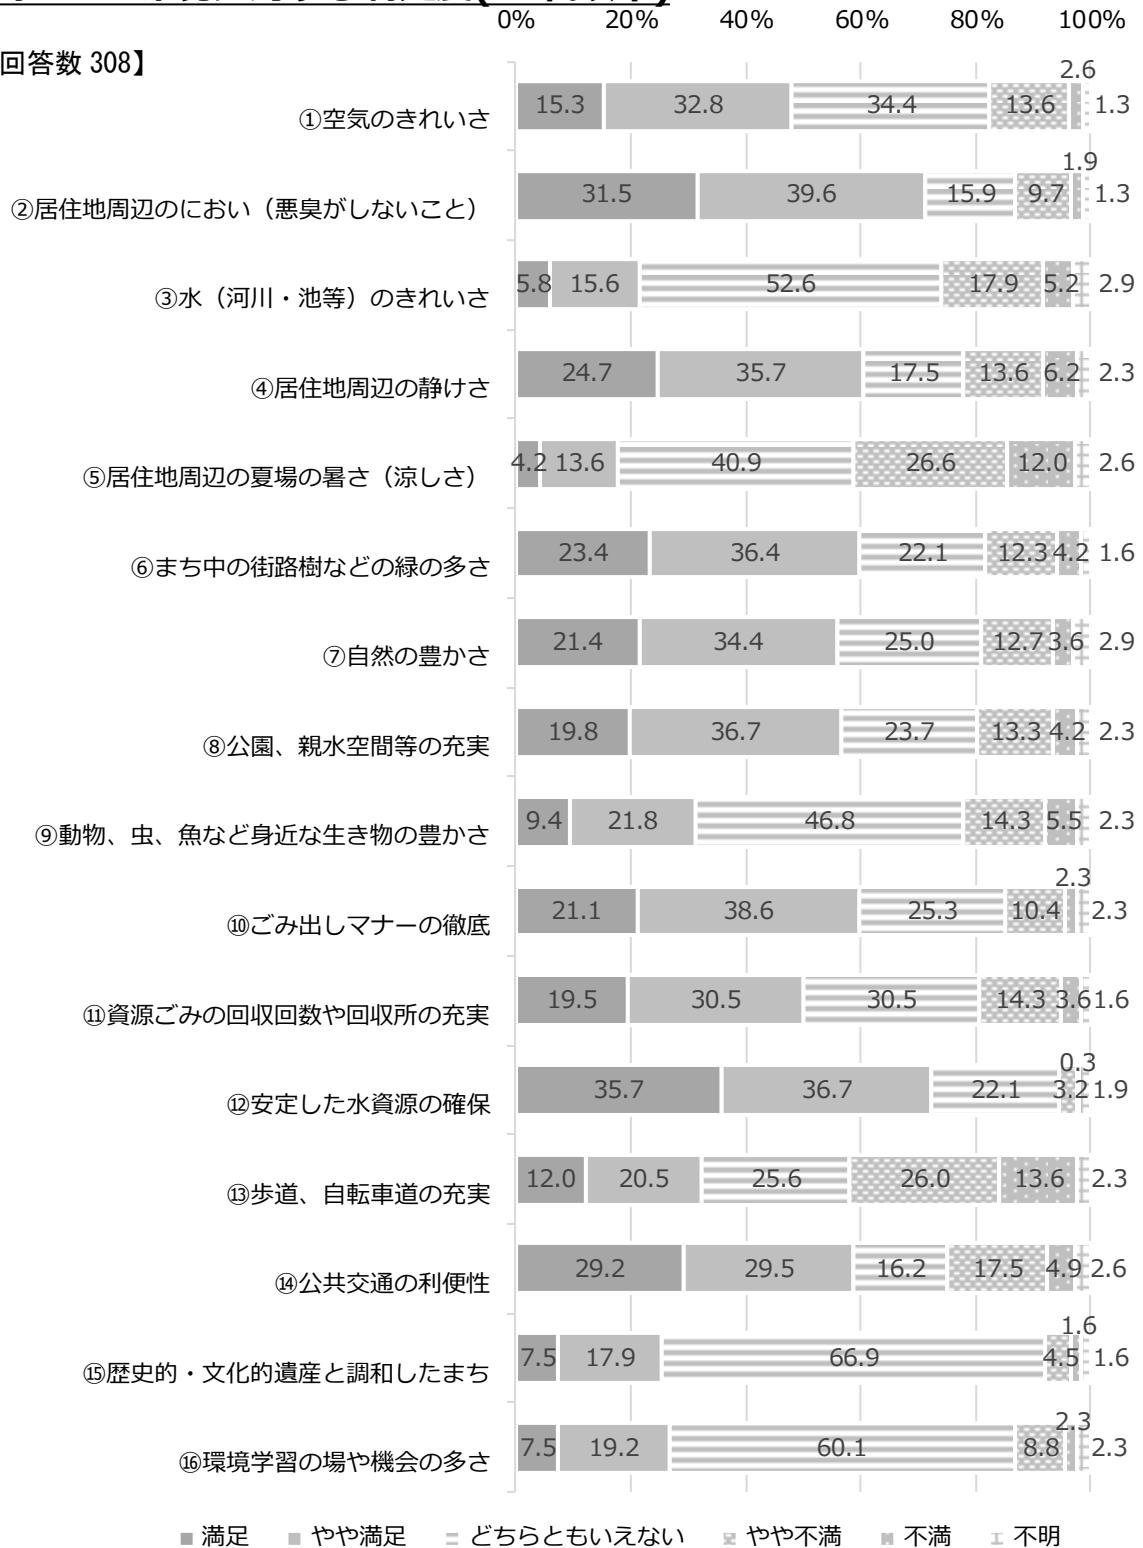 0% 20% 40% 60% 80% 100%
回答数 308】
①空気のきれいさ 15.3 32.8 34.4 13.6 2.6 1.3
②居住地周辺のにおい（悪臭がしないこと） 31.5 39.6 15.9 9.7 1.9 1.3
③水（河川・池等）のきれいさ 5.8 15.6 52.6 17.9 5.2 2.9
④居住地周辺の静けさ 24.7 35.7 17.5 13.6 6.2 2.3
⑤居住地周辺の夏場の暑さ（涼しさ） 4.2 13.6 40.9 26.6 12.0 2.6
⑥まち中の街路樹などの緑の多さ 23.4 36.4 22.1 12.3 4.2 1.6
⑦自然の豊かさ 21.4 34.4 25.0 12.7 3.6 2.9
⑧公園、親水空間等の充実 19.8 36.7 23.7 13.3 4.2 2.3
⑨動物、虫、魚など身近な生き物の豊かさ 9.4 21.8 46.8 14.3 5.5 2.3
⑩ごみ出しマナーの徹底 21.1 38.6 25.3 10.4 2.3 2.3
⑪資源ごみの回収回数や回収所の充実 19.5 30.5 30.5 14.3 3.6 1.6
⑫安定した水資源の確保 35.7 36.7 22.1 3.2 0.3 1.9
⑬歩道、自転車道の充実 12.0 20.5 25.6 26.0 13.6 2.3
⑭公共交通の利便性 29.2 29.5 16.2 17.5 4.9 2.6
⑮歴史的・文化的遺産と調和したまち 7.5 17.9 66.9 4.5 1.6 1.6
⑯環境学習の場や機会の多さ 7.5 19.2 60.1 8.8 2.3 2.3
満足 やや満足 どちらともいえない やや不満 不満 不明